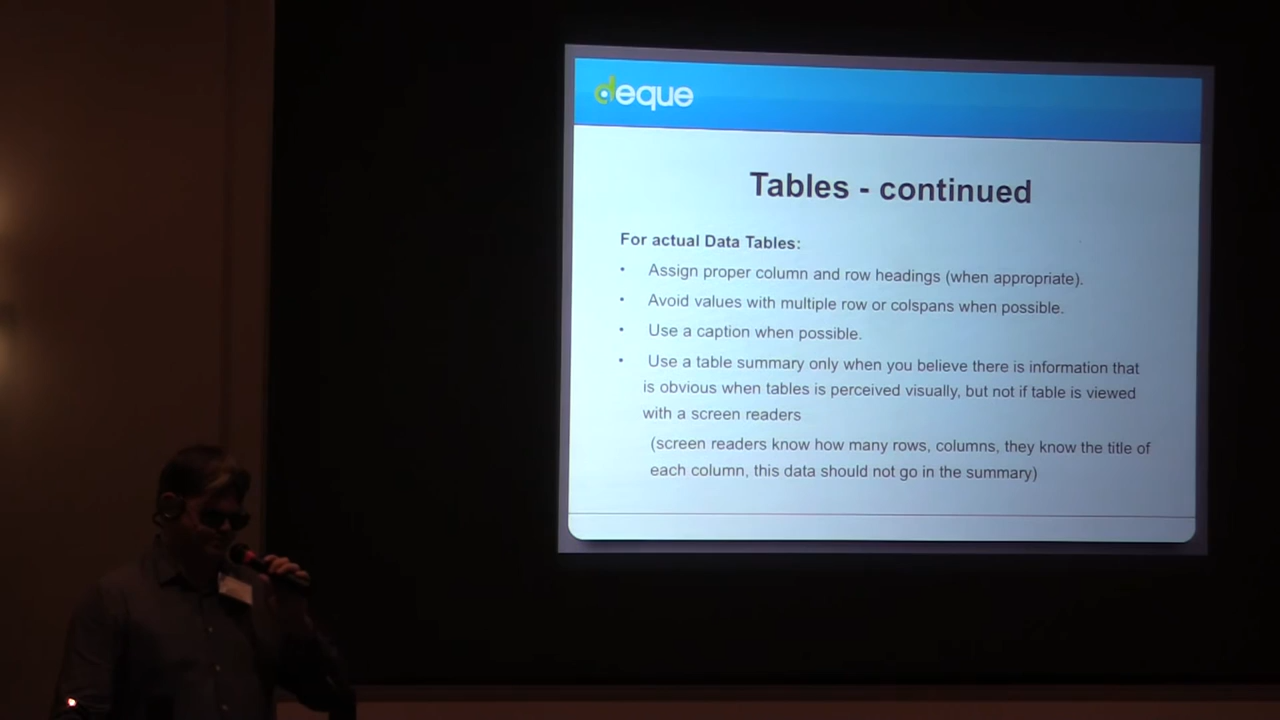 deque
Tables - continued
For actual Data Tables:
• Assign proper column and row headings (when appropriate).
• Avoid values with multiple row or colspans when possible.
• Use a caption when possible.
• Use a table summary only when you believe there is information that
is obvious when tables is perceived visually, but not if table is viewed
with a screen readers
(screen readers know how many rows, columns, they know the title of
each column, this data should not go in the summary)